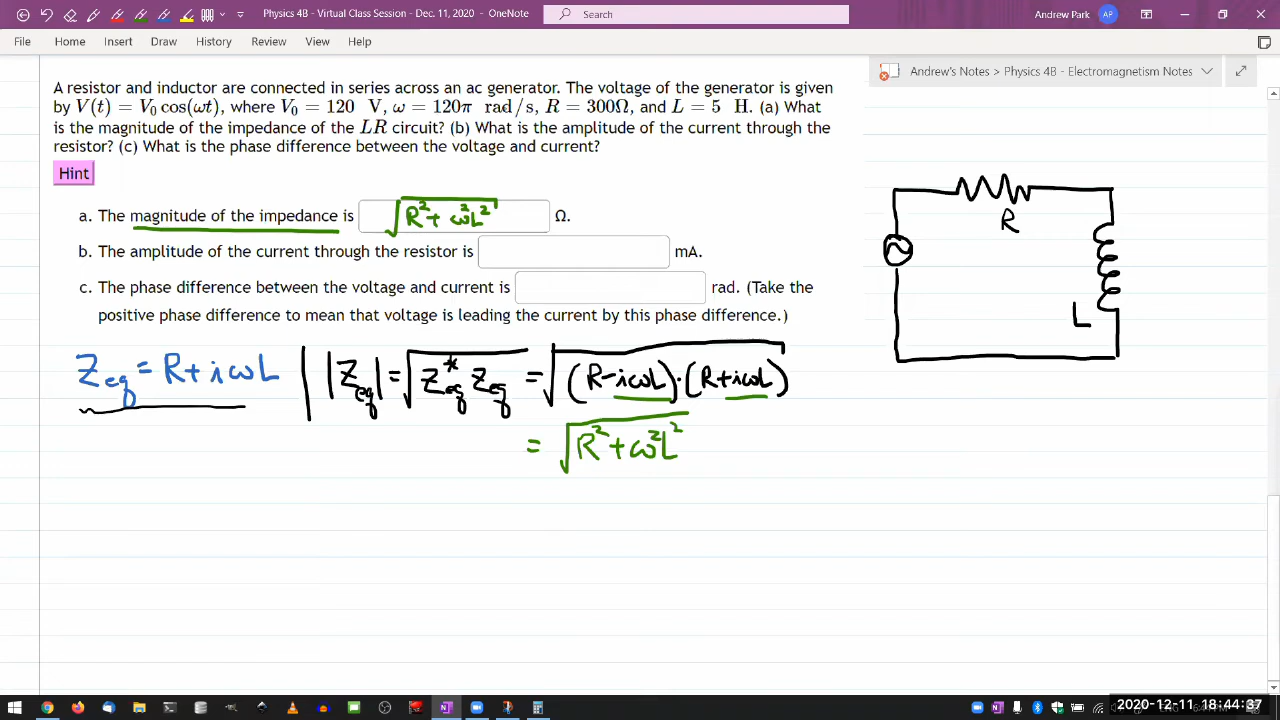 Physics 4B - Virtual Class Session - Dec. 11, 2020 - OneNote
Search
Andrew Park
AP
File Home Insert Draw History Review View Help
Andrew's Notes > Physics 4B - Electromagnetism Notes
A resistor and inductor are connected in series across an ac generator. The voltage of the generator is given
by V(t) = V₀ cos(ωt), where V₀ = 120 V, ω = 120π rad/s, R = 300Ω, and L = 5 H. (a) What
is the magnitude of the impedance of the LR circuit? (b) What is the amplitude of the current through the
resistor? (c) What is the phase difference between the voltage and current?
Hint
a. The magnitude of the impedance is √(R² + ω²L²) Ω.
b. The amplitude of the current through the resistor is mA.
c. The phase difference between the voltage and current is rad. (Take the
positive phase difference to mean that voltage is leading the current by this phase difference.)
R
L
Z_eq = R + iωL
|Z_eq| = √(Z*_eq Z_eq) = √((R-iωL)·(R+iωL))
= √(R² + ω²L²)
2020-12-11 18:44:37